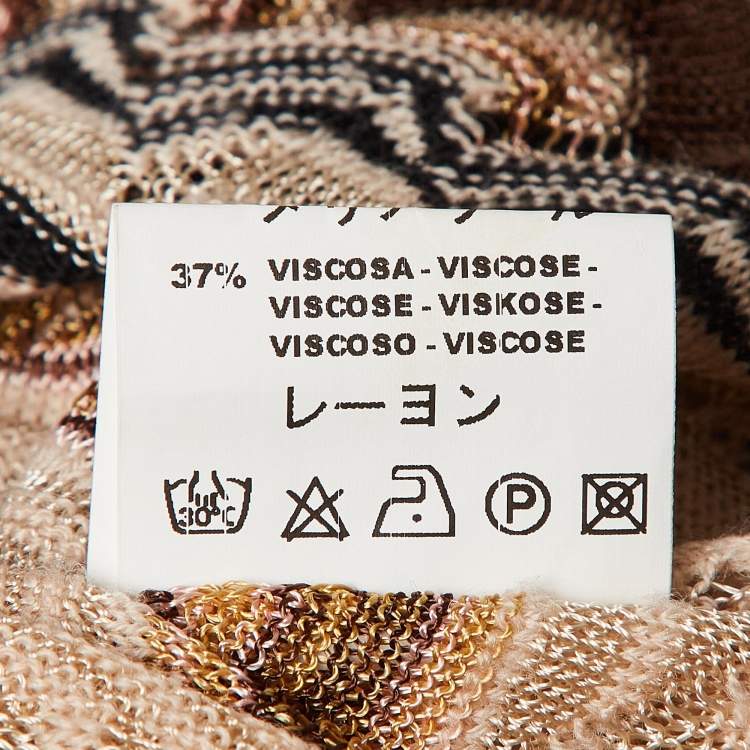 37% VISCOSA - VISCOSE -
VISCOSE - VISKOSE -
VISCOSO - VISCOSE
レーヨン
30°C P